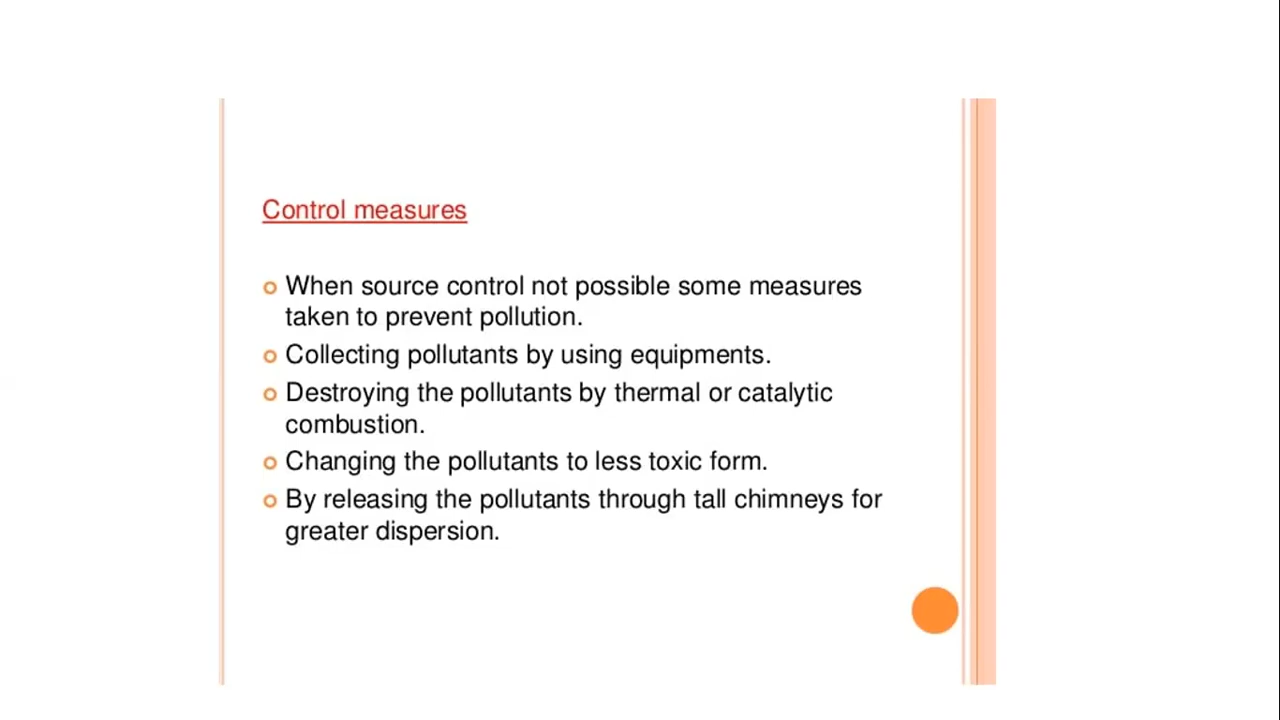 Control measures
When source control not possible some measures
taken to prevent pollution.
Collecting pollutants by using equipments.
Destroying the pollutants by thermal or catalytic
combustion.
Changing the pollutants to less toxic form.
By releasing the pollutants through tall chimneys for
greater dispersion.